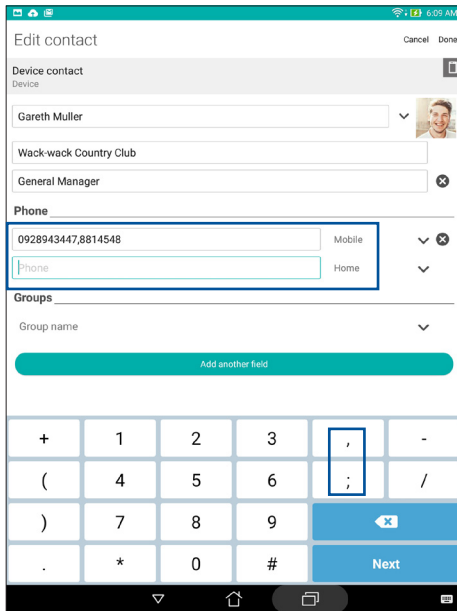 6:09 AM
Edit contact Cancel Done
Device contact
Device
Gareth Muller
Wack-wack Country Club
General Manager
Phone
0928943447,8814548 Mobile
Phone Home
Groups
Group name
Add another field
+ 1 2 3 , -
( 4 5 6 ; /
) 7 8 9
. * 0 # Next